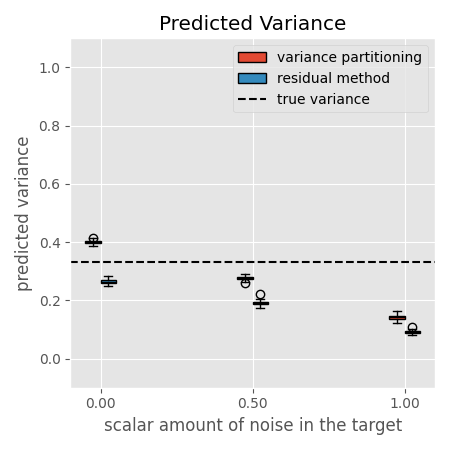 Predicted Variance
variance partitioning
residual method
true variance
predicted variance
1.0
0.8
0.6
0.4
0.2
0.0
0.00
0.50
1.00
scalar amount of noise in the target